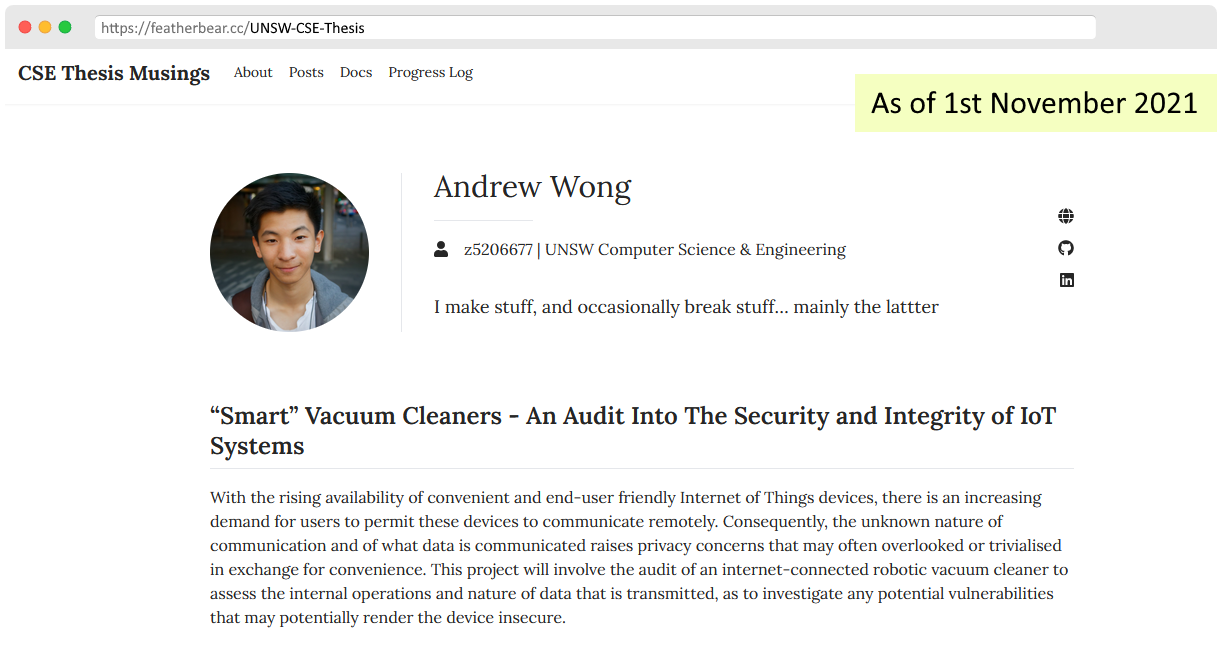 https://featherbear.cc/UNSW-CSE-Thesis
CSE Thesis Musings About Posts Docs Progress Log
As of 1st November 2021
Andrew Wong
z5206677 | UNSW Computer Science & Engineering
I make stuff, and occasionally break stuff... mainly the lattter
“Smart” Vacuum Cleaners - An Audit Into The Security and Integrity of IoT
Systems
With the rising availability of convenient and end-user friendly Internet of Things devices, there is an increasing
demand for users to permit these devices to communicate remotely. Consequently, the unknown nature of
communication and of what data is communicated raises privacy concerns that may often overlooked or trivialised
in exchange for convenience. This project will involve the audit of an internet-connected robotic vacuum cleaner to
assess the internal operations and nature of data that is transmitted, as to investigate any potential vulnerabilities
that may potentially render the device insecure.